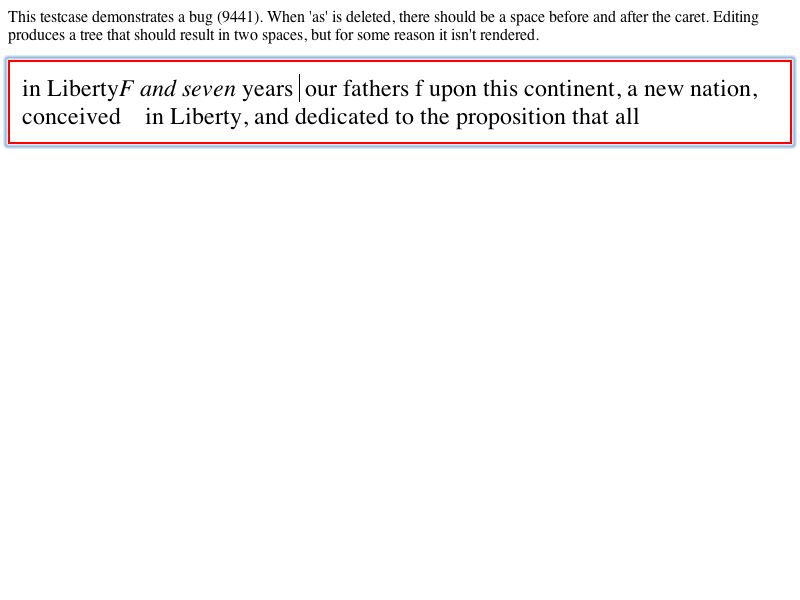 This testcase demonstrates a bug (9441). When 'as' is deleted, there should be a space before and after the caret. Editing
produces a tree that should result in two spaces, but for some reason it isn't rendered.
in LibertyF and seven years our fathers f upon this continent, a new nation,
conceived    in Liberty, and dedicated to the proposition that all